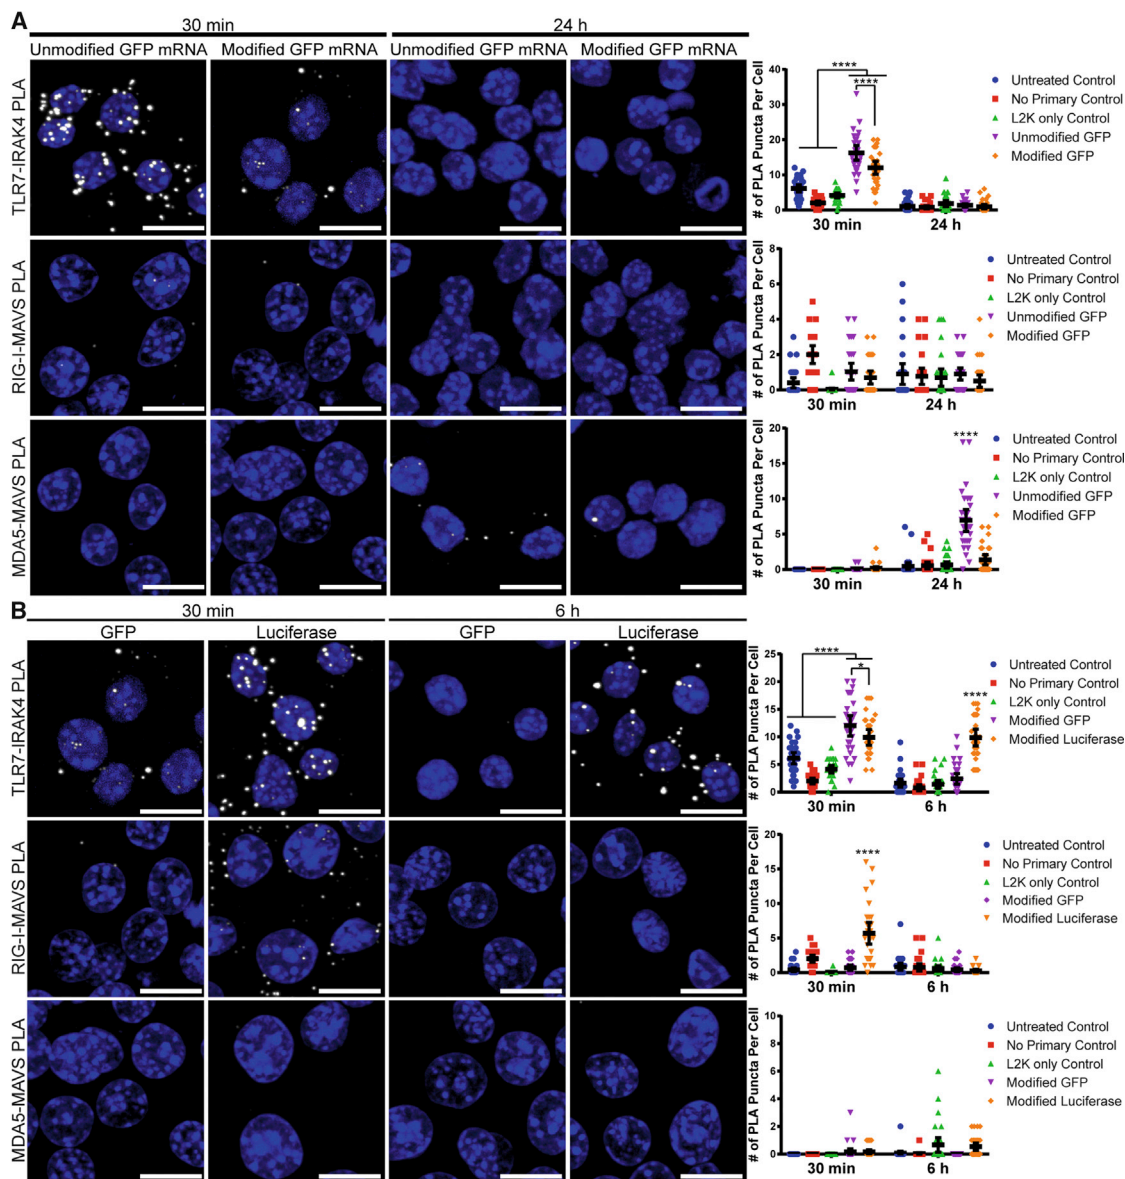 A
30 min
24 h
Unmodified GFP mRNA
Modified GFP mRNA
Unmodified GFP mRNA
Modified GFP mRNA
TLR7-IRAK4 PLA
# of PLA Puncta Per Cell
40
30
20
10
0
****
****
30 min
24 h
Untreated Control
No Primary Control
L2K only Control
Unmodified GFP
Modified GFP
RIG-I-MAVS PLA
# of PLA Puncta Per Cell
8
6
4
2
0
30 min
24 h
Untreated Control
No Primary Control
L2K only Control
Unmodified GFP
Modified GFP
MDA5-MAVS PLA
# of PLA Puncta Per Cell
20
15
10
5
0
****
30 min
24 h
Untreated Control
No Primary Control
L2K only Control
Unmodified GFP
Modified GFP
B
30 min
6 h
GFP
Luciferase
GFP
Luciferase
TLR7-IRAK4 PLA
# of PLA Puncta Per Cell
25
20
15
10
5
0
****
*
****
30 min
6 h
Untreated Control
No Primary Control
L2K only Control
Modified GFP
Modified Luciferase
RIG-I-MAVS PLA
# of PLA Puncta Per Cell
20
15
10
5
0
****
30 min
6 h
Untreated Control
No Primary Control
L2K only Control
Modified GFP
Modified Luciferase
MDA5-MAVS PLA
# of PLA Puncta Per Cell
10
8
6
4
2
0
30 min
6 h
Untreated Control
No Primary Control
L2K only Control
Modified GFP
Modified Luciferase